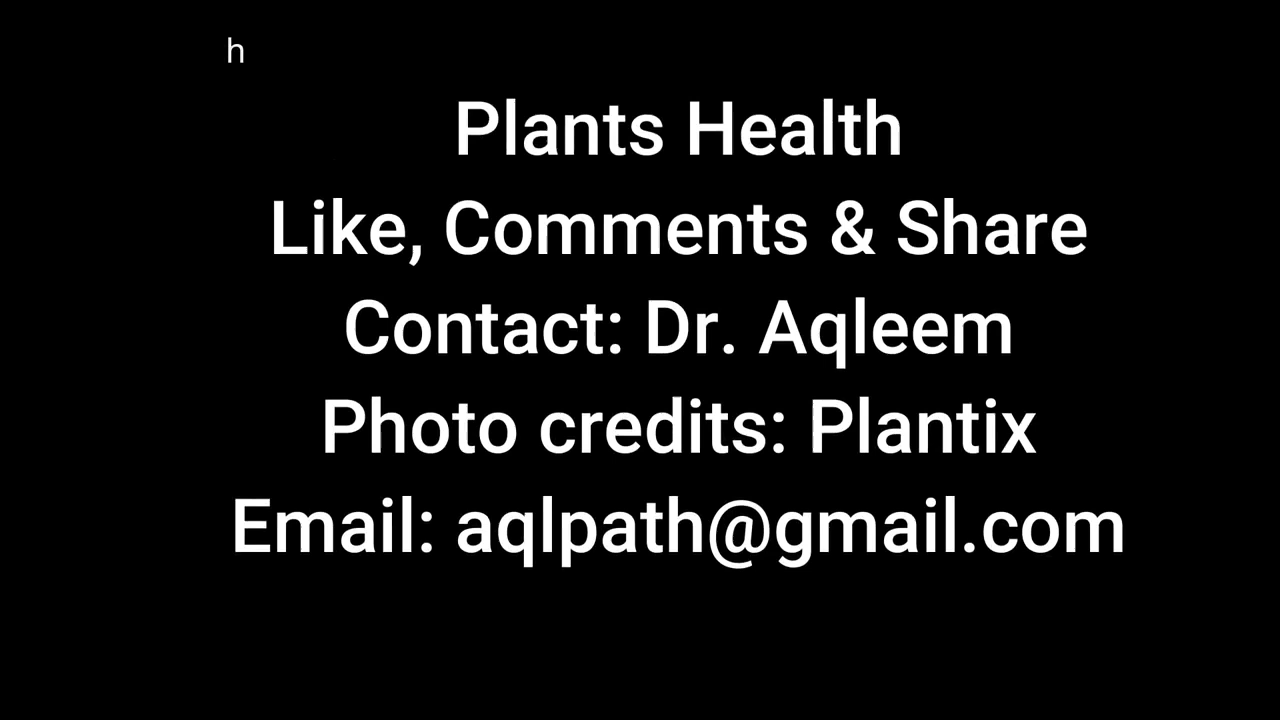 h
Plants Health
Like, Comments & Share
Contact: Dr. Aqleem
Photo credits: Plantix
Email: aqlpath@gmail.com